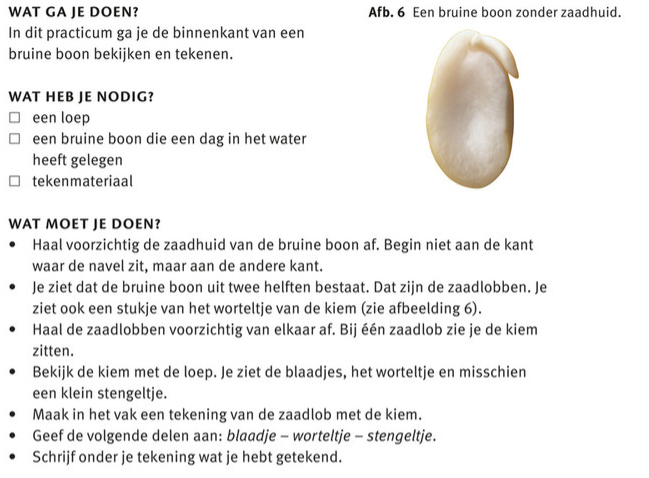 WAT GA JE DOEN?
In dit practicum ga je de binnenkant van een
bruine boon bekijken en tekenen.
WAT HEB JE NODIG?
□ een loep
□ een bruine boon die een dag in het water
heeft gelegen
□ tekenmateriaal
Afb. 6 Een bruine boon zonder zaadhuid.
WAT MOET JE DOEN?
• Haal voorzichtig de zaadhuid van de bruine boon af. Begin niet aan de kant
waar de navel zit, maar aan de andere kant.
• Je ziet dat de bruine boon uit twee helften bestaat. Dat zijn de zaadlobben. Je
ziet ook een stukje van het worteltje van de kiem (zie afbeelding 6).
• Haal de zaadlobben voorzichtig van elkaar af. Bij één zaadlob zie je de kiem
zitten.
• Bekijk de kiem met de loep. Je ziet de blaadjes, het worteltje en misschien
een klein stengeltje.
• Maak in het vak een tekening van de zaadlob met de kiem.
• Geef de volgende delen aan: blaadje – worteltje – stengeltje.
• Schrijf onder je tekening wat je hebt getekend.